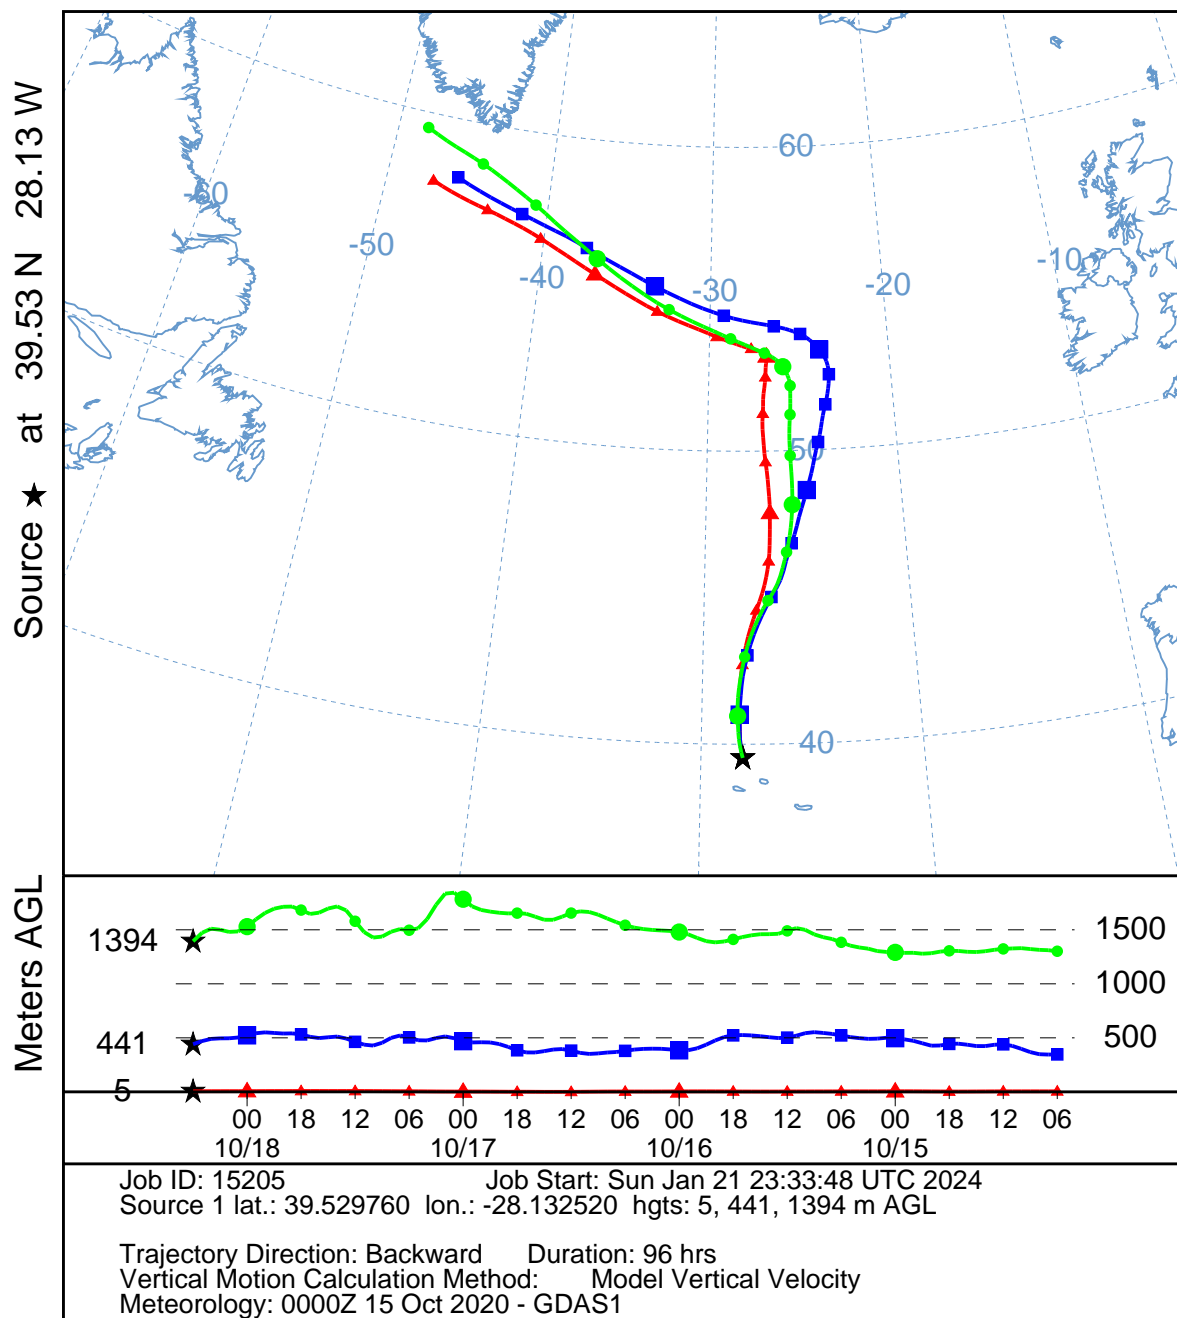 Source ★ at 39.53 N 28.13 W
60
-60
-50
-40
-30
-20
-10
50
40
Meters AGL
1394
441
5
1500
1000
500
00 18 12 06 00 18 12 06 00 18 12 06 00 18 12 06
10/18 10/17 10/16 10/15
Job ID: 15205 Job Start: Sun Jan 21 23:33:48 UTC 2024
Source 1 lat.: 39.529760 lon.: -28.132520 hgts: 5, 441, 1394 m AGL
Trajectory Direction: Backward Duration: 96 hrs
Vertical Motion Calculation Method: Model Vertical Velocity
Meteorology: 0000Z 15 Oct 2020 - GDAS1